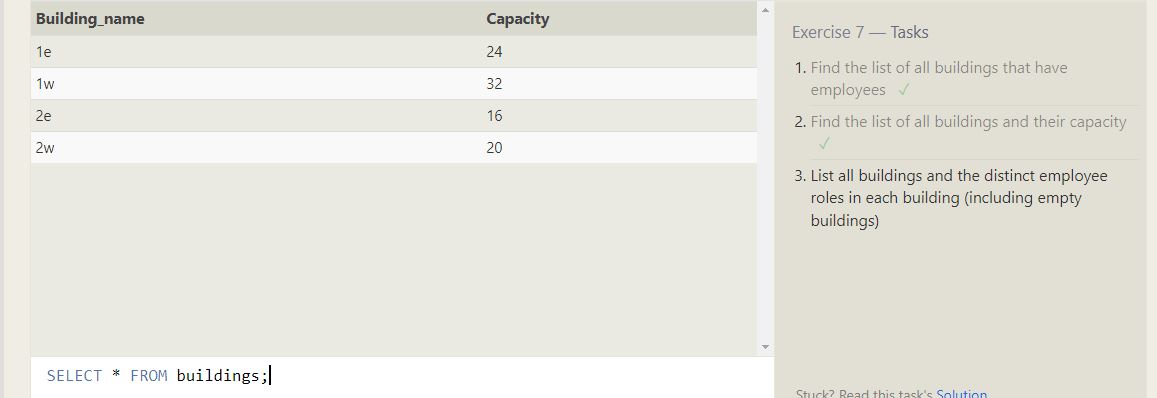 Building_name Capacity
1e 24
1w 32
2e 16
2w 20
SELECT * FROM buildings;
Exercise 7 — Tasks
1. Find the list of all buildings that have
employees ✓
2. Find the list of all buildings and their capacity
✓
3. List all buildings and the distinct employee
roles in each building (including empty
buildings)
Stuck? Read this task's Solution